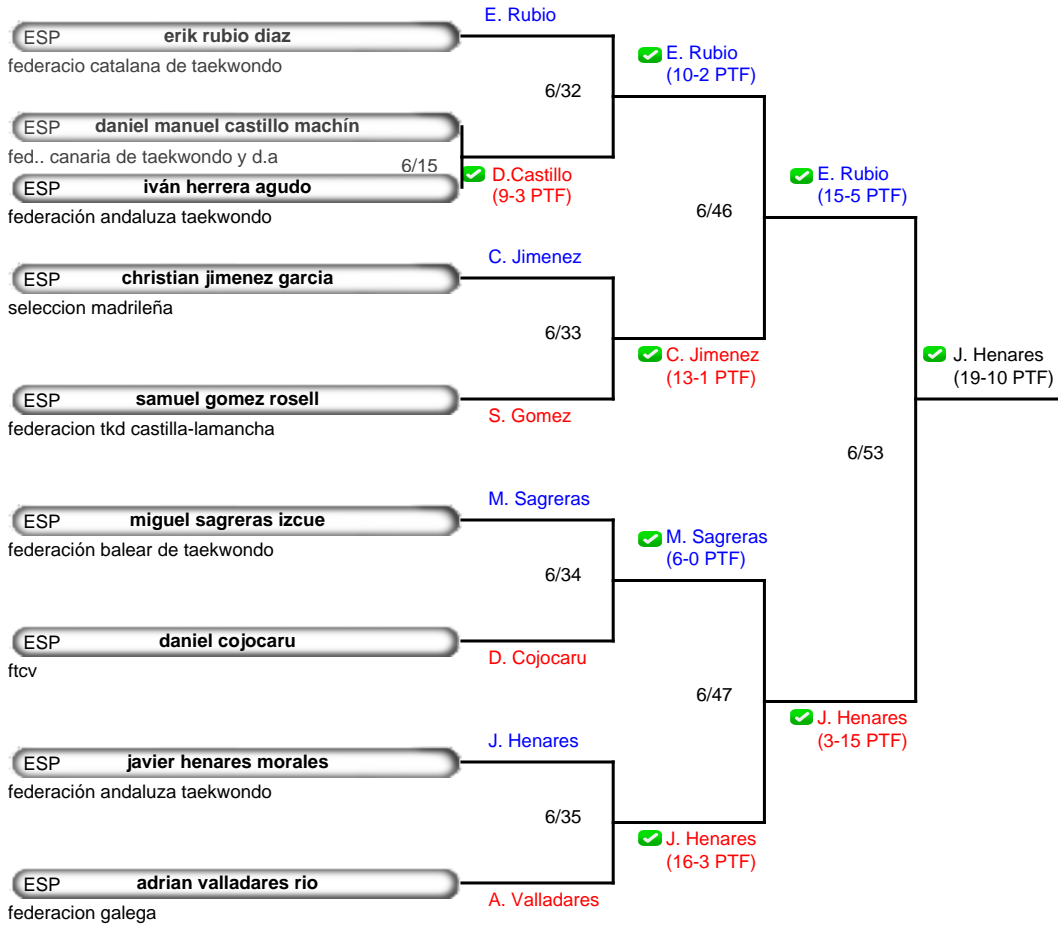 E. Rubio
ESP erik rubio diaz
federacio catalana de taekwondo
E. Rubio
(10-2 PTF)
6/32
ESP daniel manuel castillo machín
fed.. canaria de taekwondo y d.a
6/15
D.Castillo
(9-3 PTF)
ESP iván herrera agudo
federación andaluza taekwondo
E. Rubio
(15-5 PTF)
6/46
C. Jimenez
ESP christian jimenez garcia
seleccion madrileña
6/33
C. Jimenez
(13-1 PTF)
J. Henares
(19-10 PTF)
ESP samuel gomez rosell
S. Gomez
federacion tkd castilla-lamancha
6/53
M. Sagreras
ESP miguel sagreras izcue
federación balear de taekwondo
M. Sagreras
(6-0 PTF)
6/34
ESP daniel cojocaru
D. Cojocaru
ftcv
6/47
J. Henares
(3-15 PTF)
J. Henares
ESP javier henares morales
federación andaluza taekwondo
6/35
J. Henares
(16-3 PTF)
ESP adrian valladares rio
A. Valladares
federacion galega